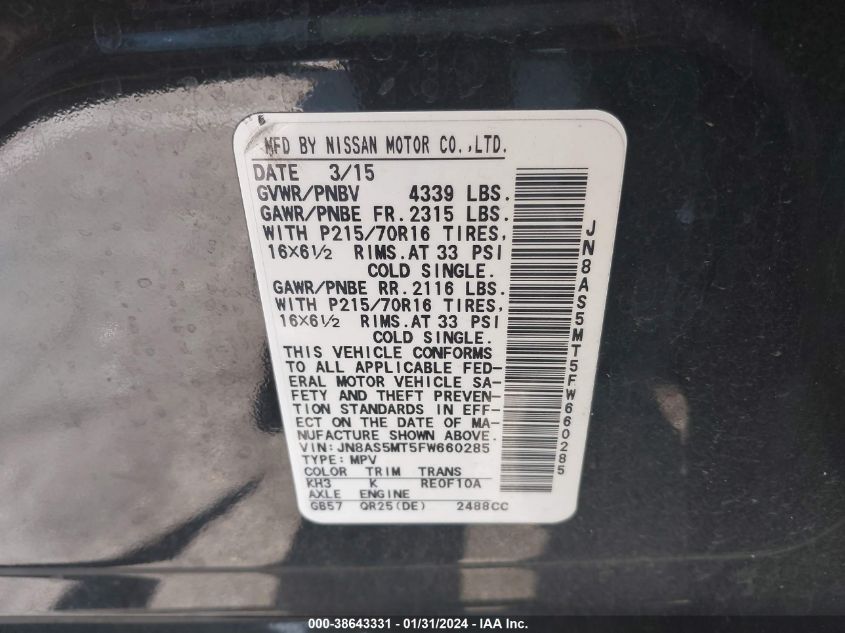 MFD BY NISSAN MOTOR CO.,LTD.
DATE 3/15
GVWR/PNBV 4339 LBS.
GAWR/PNBE FR.2315 LBS.
WITH P215/70R16 TIRES,
16×6½ RIMS.AT 33 PSI
COLD SINGLE.
GAWR/PNBE RR.2116 LBS.
WITH P215/70R16 TIRES,
16×6½ RIMS.AT 33 PSI
COLD SINGLE.
THIS VEHICLE CONFORMS
TO ALL APPLICABLE FED-
ERAL MOTOR VEHICLE SA-
FETY AND THEFT PREVEN-
TION STANDARDS IN EFF-
ECT ON THE DATE OF MA-
NUFACTURE SHOWN ABOVE.
VIN:JN8AS5MT5FW660285
TYPE:MPV
COLOR TRIM TRANS
KH3 K RE0F10A
AXLE ENGINE
GB57 QR25(DE) 2488CC
JN8AS5MT5FW660285
000-38643331 - 01/31/2024 - IAA Inc.